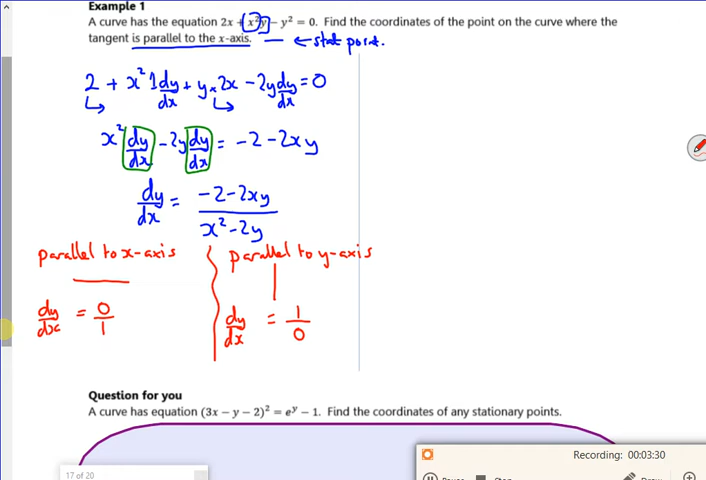 Example 1
A curve has the equation 2x + x²y − y² = 0. Find the coordinates of the point on the curve where the
tangent is parallel to the x-axis. ← stat point.
2 + x² 1 dy/dx + y × 2x − 2y dy/dx = 0
x² dy/dx − 2y dy/dx = −2 − 2xy
dy/dx = (−2 − 2xy)/(x² − 2y)
parallel to x-axis
dy/dx = 0/1
parallel to y-axis
dy/dx = 1/0
Question for you
A curve has equation (3x − y − 2)² = eʸ − 1. Find the coordinates of any stationary points.
17 of 20
Recording: 00:03:30